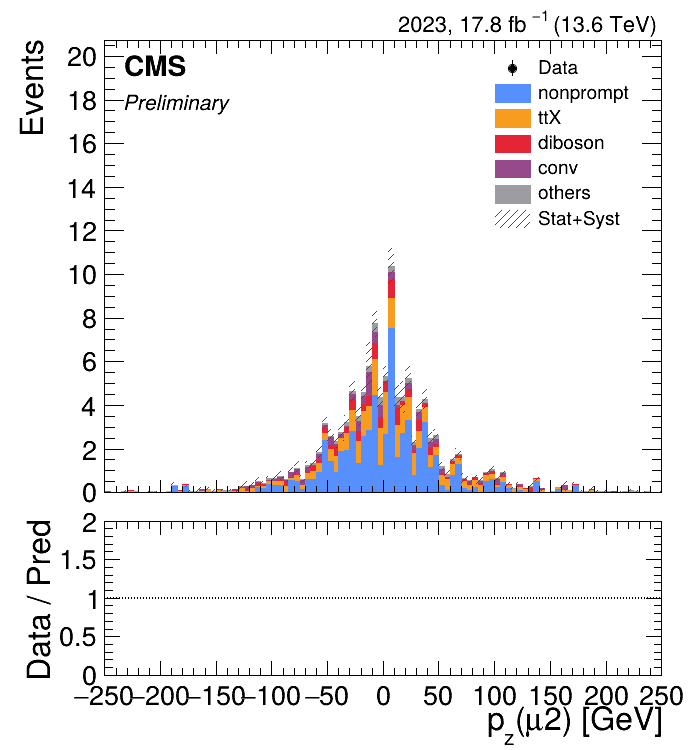 2023, 17.8 fb⁻¹ (13.6 TeV)
Events
20
18
16
14
12
10
8
6
4
2
0
CMS
Preliminary
Data
nonprompt
ttX
diboson
conv
others
Stat+Syst
Data / Pred
2
1.5
1
0.5
0
−250 −200 −150 −100 −50 0 50 100 150 200 250
p_z(μ2) [GeV]